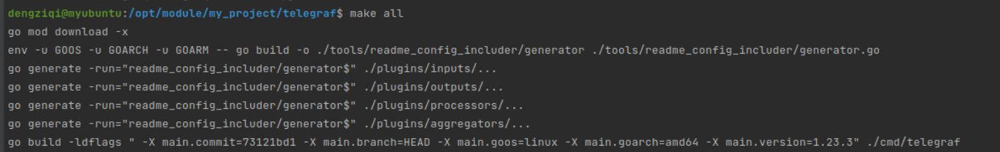 dengziqi@myubuntu:/opt/module/my_project/telegraf$ make all
go mod download -x
env -u GOOS -u GOARCH -u GOARM -- go build -o ./tools/readme_config_includer/generator ./tools/readme_config_includer/generator.go
go generate -run="readme_config_includer/generator$" ./plugins/inputs/...
go generate -run="readme_config_includer/generator$" ./plugins/outputs/...
go generate -run="readme_config_includer/generator$" ./plugins/processors/...
go generate -run="readme_config_includer/generator$" ./plugins/aggregators/...
go build -ldflags " -X main.commit=73121bd1 -X main.branch=HEAD -X main.goos=linux -X main.goarch=amd64 -X main.version=1.23.3" ./cmd/telegraf